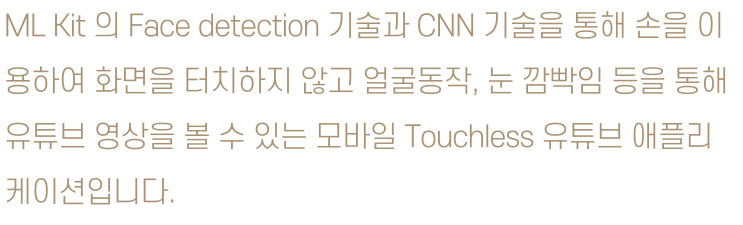 ML Kit 의 Face detection 기술과 CNN 기술을 통해 손을 이
용하여 화면을 터치하지 않고 얼굴동작, 눈 깜빡임 등을 통해
유튜브 영상을 볼 수 있는 모바일 Touchless 유튜브 애플리
케이션입니다.